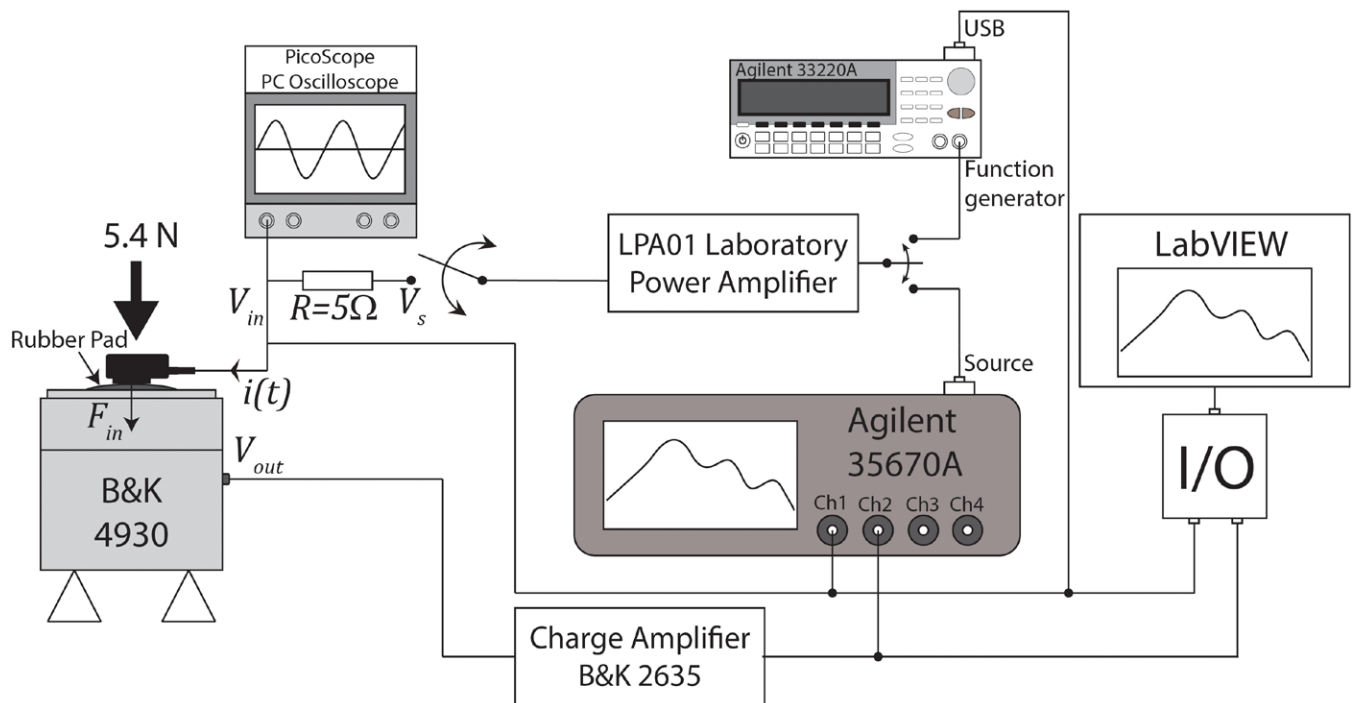 PicoScope
PC Oscilloscope
USB
Agilent 33220A
Function
generator
5.4 N
LPA01 Laboratory
Power Amplifier
LabVIEW
V_in
R=5Ω
V_s
Rubber Pad
i(t)
Source
F_in
V_out
Agilent
35670A
I/O
B&K
4930
Ch1 Ch2 Ch3 Ch4
Charge Amplifier
B&K 2635